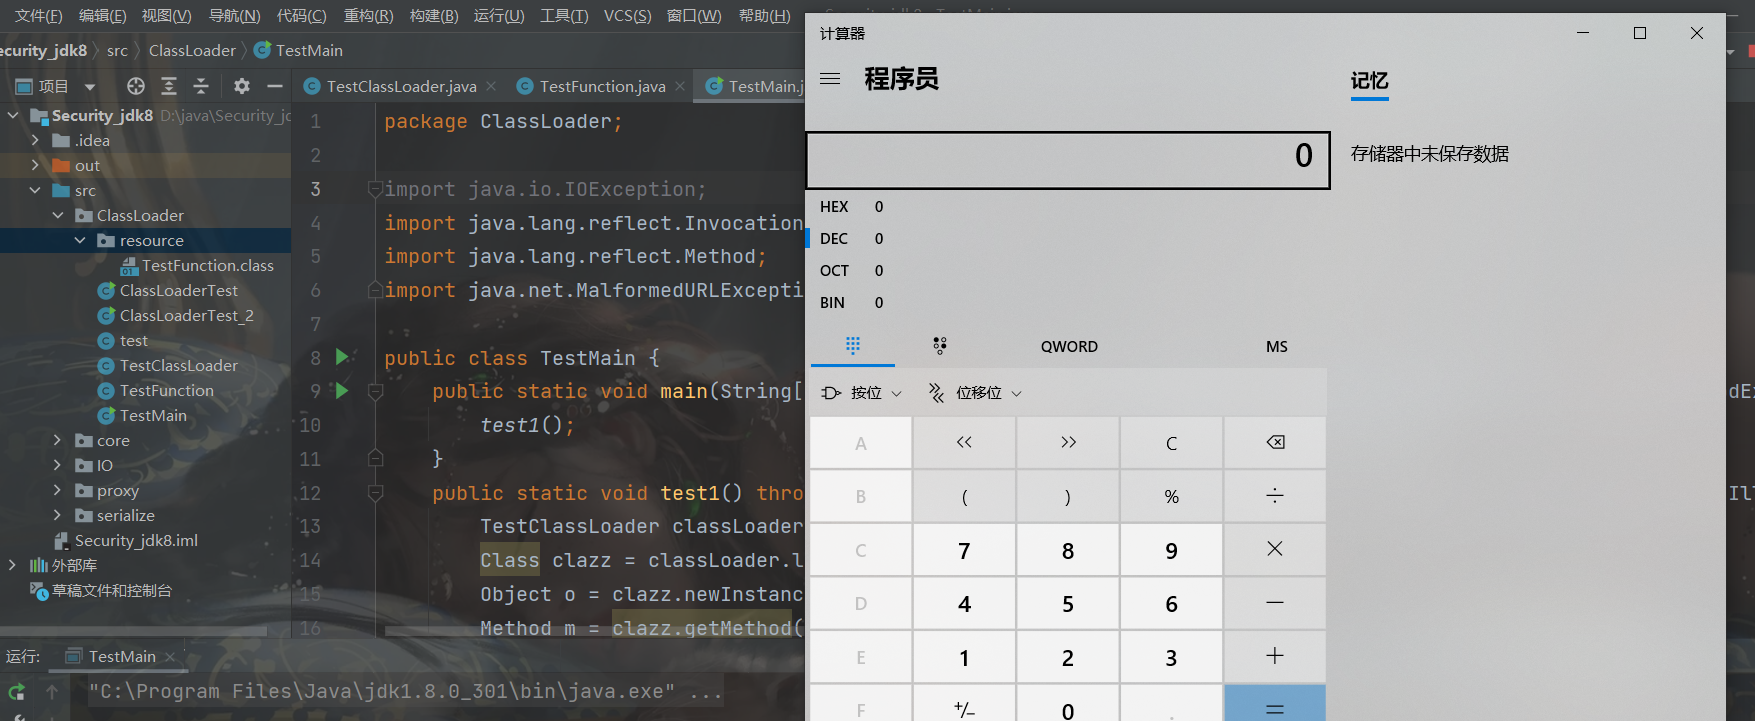 文件(F) 编辑(E) 视图(V) 导航(N) 代码(C) 重构(R) 构建(B) 运行(U) 工具(T) VCS(S) 窗口(W) 帮助(H)
ecurity_jdk8 〉 src 〉 ClassLoader 〉 TestMain
项目
TestClassLoader.java TestFunction.java TestMain.j
Security_jdk8 D:\java\Security_jd
.idea
out
src
ClassLoader
resource
TestFunction.class
ClassLoaderTest
ClassLoaderTest_2
test
TestClassLoader
TestFunction
TestMain
core
IO
proxy
serialize
Security_jdk8.iml
外部库
草稿文件和控制台
1 package ClassLoader;
2
3 import java.io.IOException;
4 import java.lang.reflect.Invocation
5 import java.lang.reflect.Method;
6 import java.net.MalformedURLExcepti
7
8 public class TestMain {
9 public static void main(String[
10 test1();
11 }
12 public static void test1() thro
13 TestClassLoader classLoader
14 Class clazz = classLoader.l
15 Object o = clazz.newInstanc
16 Method m = clazz.getMethod(
运行: TestMain
"C:\Program Files\Java\jdk1.8.0_301\bin\java.exe" ...
计算器
程序员
0
HEX 0
DEC 0
OCT 0
BIN 0
QWORD MS
按位 位移位
A << >> C
B ( ) % ÷
C 7 8 9 ×
D 4 5 6 −
E 1 2 3 +
F +/− 0 . =
记忆
存储器中未保存数据
dEx
Ill